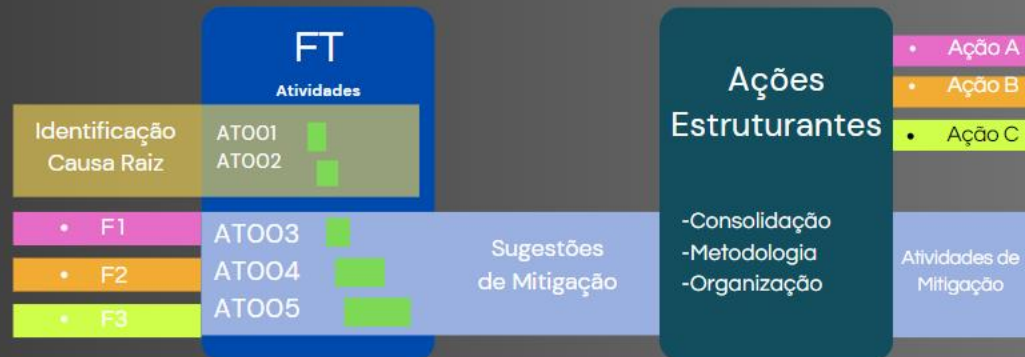 FT
Atividades
Identificação
Causa Raiz
AT001
AT002
• F1
• F2
• F3
AT003
AT004
AT005
Sugestões
de Mitigação
Ações
Estruturantes
-Consolidação
-Metodologia
-Organização
• Ação A
• Ação B
• Ação C
Atividades de
Mitigação